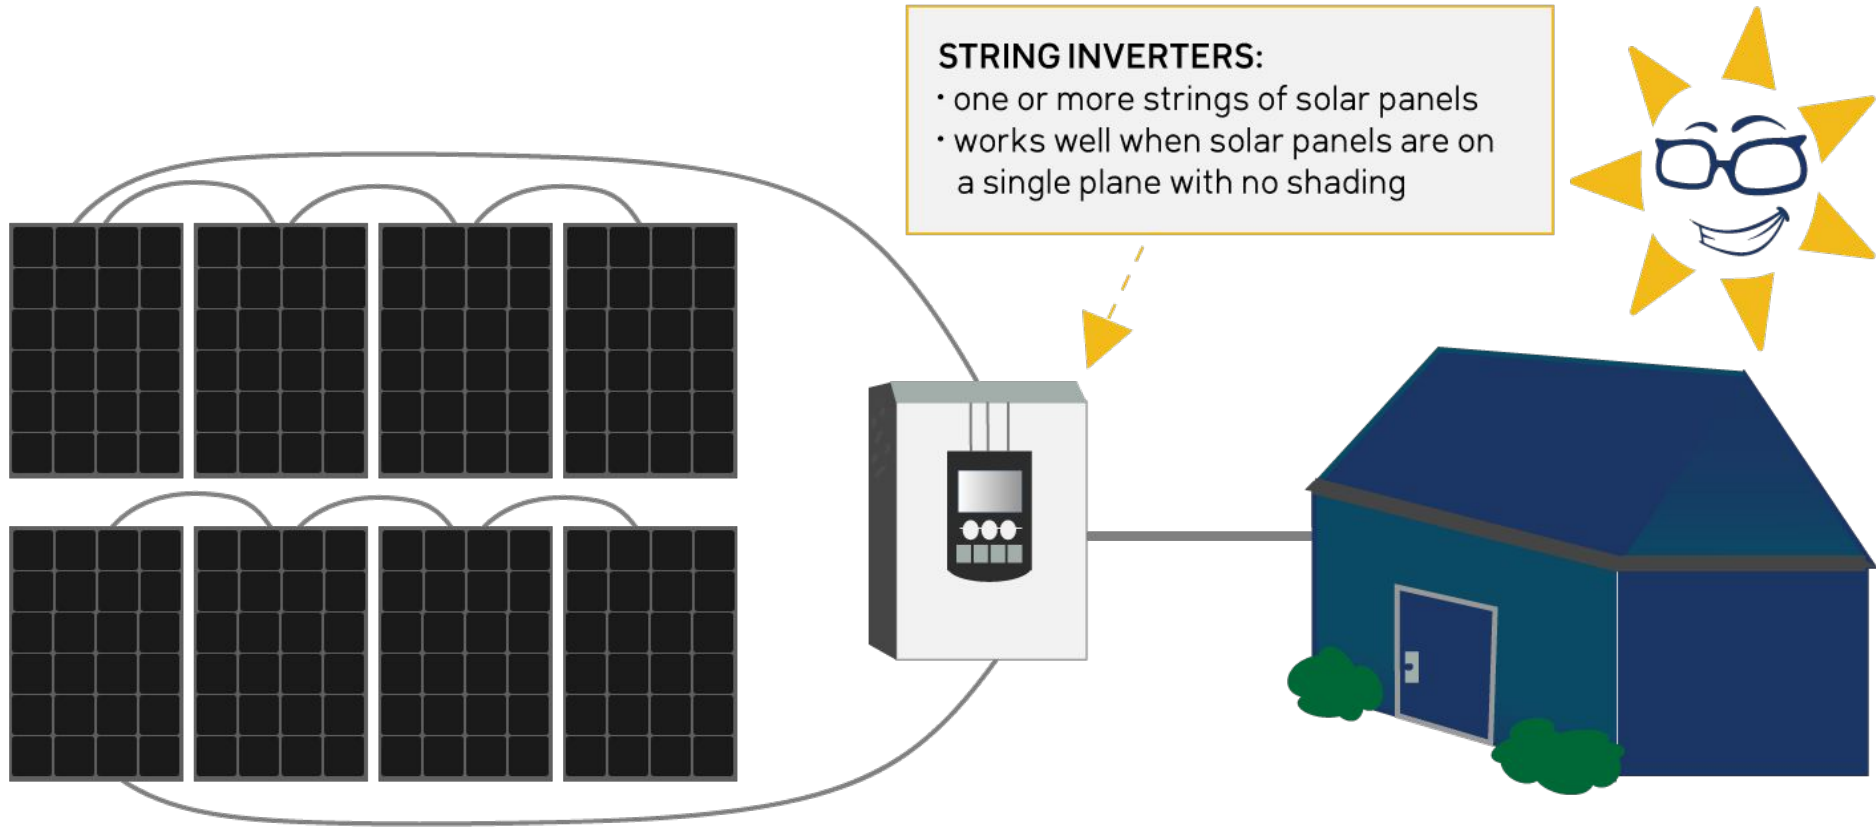 STRING INVERTERS:
• one or more strings of solar panels
• works well when solar panels are on
a single plane with no shading